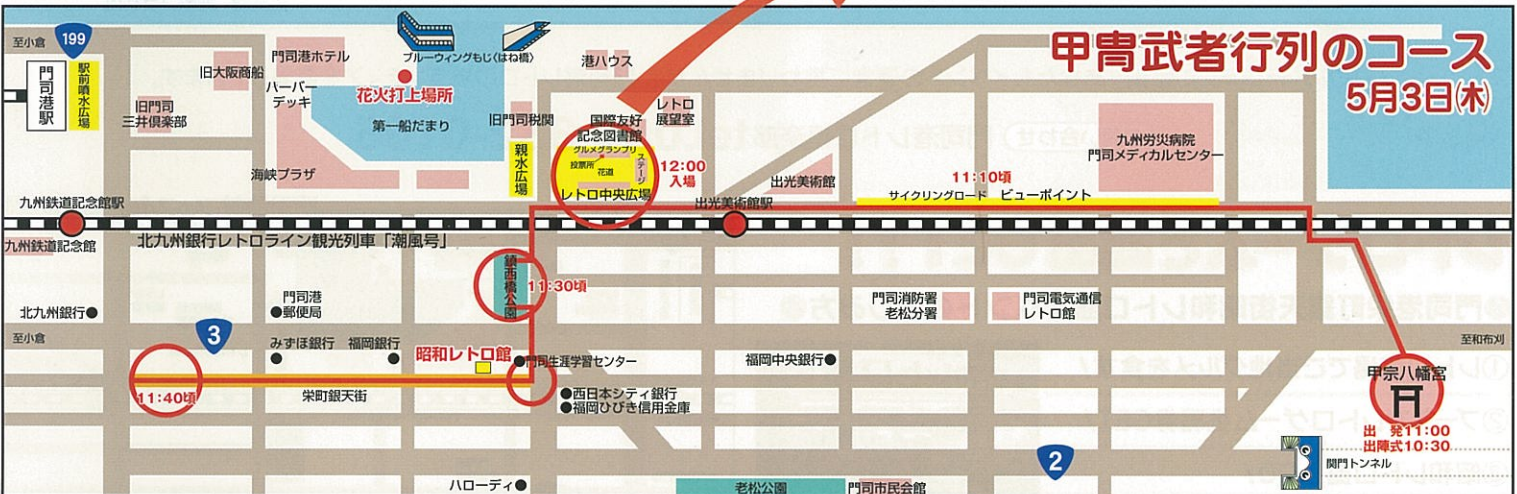 甲冑武者行列のコース
5月3日(木)
至小倉
199
門司港駅
駅前噴水広場
旧大阪商船
門司港ホテル
旧門司
三井倶楽部
ハーバー
デッキ
ブルーウィングもじ〈はね橋〉
花火打上場所
第一船だまり
海峡プラザ
港ハウス
旧門司税関
親水広場
国際友好
記念図書館
レトロ
展望室
グルメグランプリ
投票所
花道
ステージ
レトロ中央広場
12:00
入場
出光美術館
11:10頃
サイクリングロード ビューポイント
九州労災病院
門司メディカルセンター
九州鉄道記念館駅
出光美術館駅
九州鉄道記念館
北九州銀行レトロライン観光列車「潮風号」
鎮西橋公園
11:30頃
北九州銀行
門司港
郵便局
門司消防署
老松分署
門司電気通信
レトロ館
至小倉
3
至和布刈
みずほ銀行
福岡銀行
昭和レトロ館
門司生涯学習センター
福岡中央銀行
甲宗八幡宮
11:40頃
栄町銀天街
西日本シティ銀行
福岡ひびき信用金庫
出 発11:00
出陣式10:30
2
関門トンネル
ハローディ
老松公園
門司市民会館